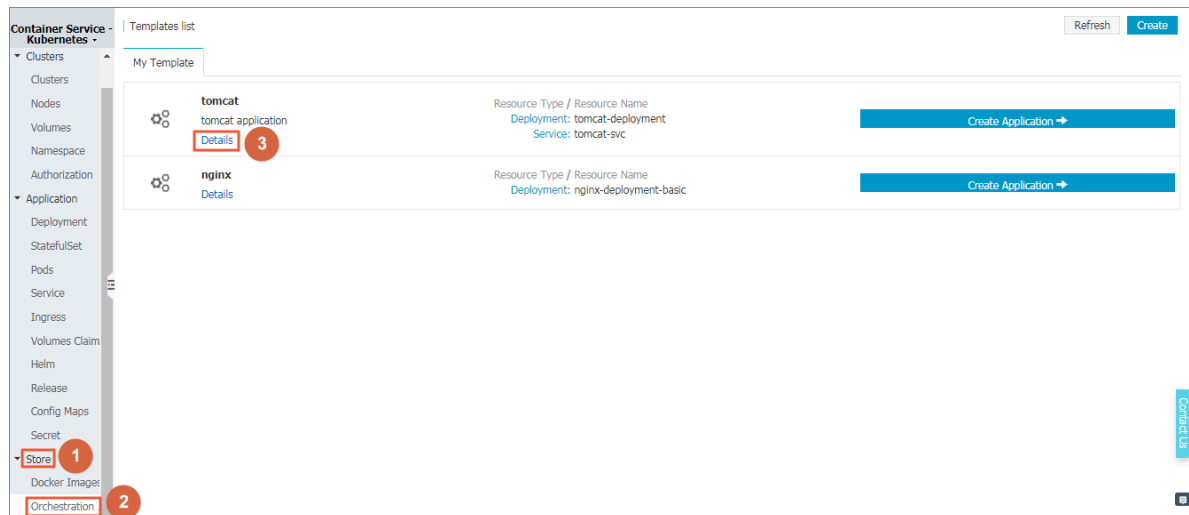 Container Service -
Kubernetes
Clusters
Clusters
Nodes
Volumes
Namespace
Authorization
Application
Deployment
StatefulSet
Pods
Service
Ingress
Volumes Claim
Helm
Release
Config Maps
Secret
Store
1
Docker Images
Orchestration
2
Templates list
Refresh
Create
My Template
tomcat
tomcat application
Details
3
Resource Type / Resource Name
Deployment: tomcat-deployment
Service: tomcat-svc
Create Application ➔
nginx
Details
Resource Type / Resource Name
Deployment: nginx-deployment-basic
Create Application ➔
Contact Us